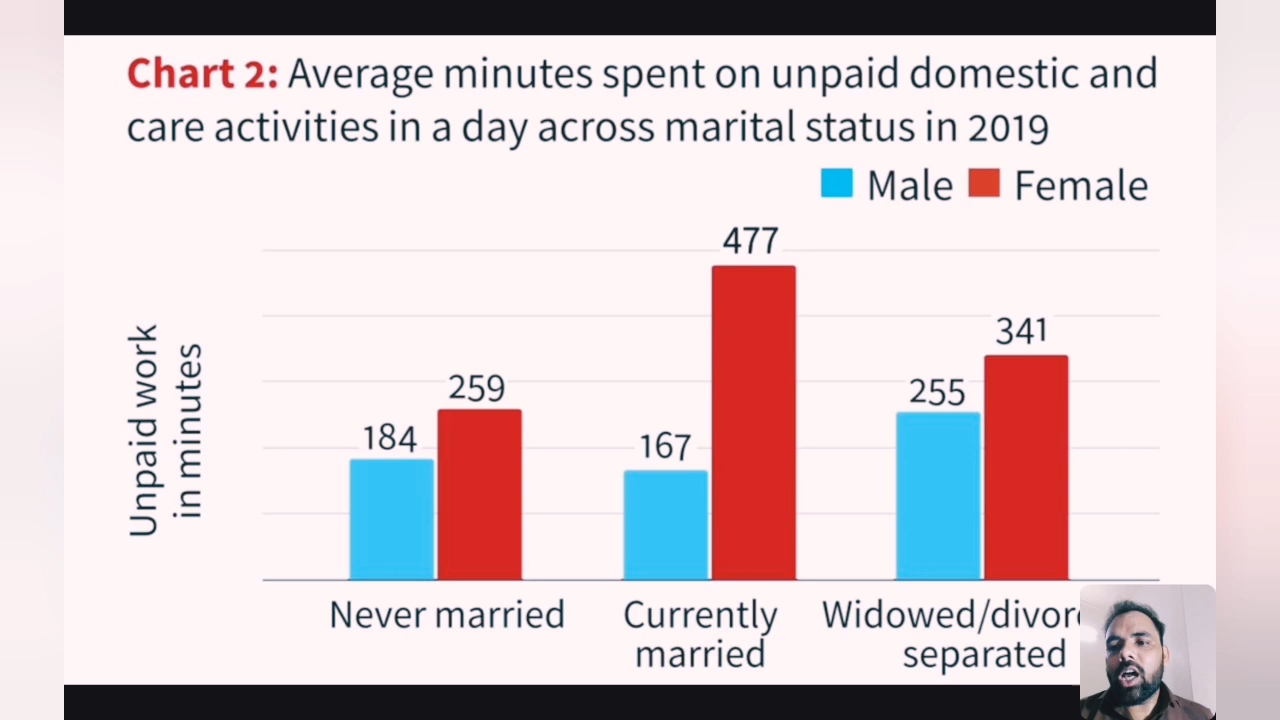 Chart 2: Average minutes spent on unpaid domestic and
care activities in a day across marital status in 2019
Male Female
Unpaid work
in minutes
184
259
167
477
255
341
Never married
Currently
married
Widowed/
separated